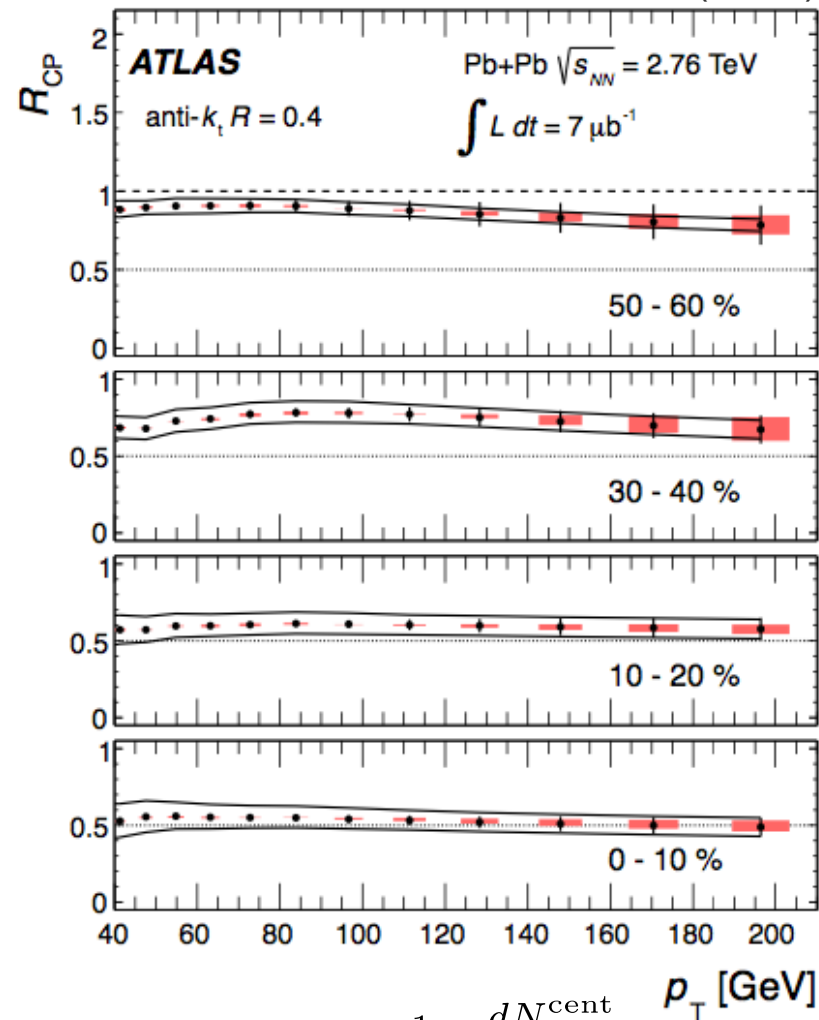 R_CP
2
1.5
1
0.5
0
ATLAS
Pb+Pb √s_NN = 2.76 TeV
anti-k_t R = 0.4
∫ L dt = 7 μb⁻¹
50 - 60 %
1
0.5
0
30 - 40 %
1
0.5
0
10 - 20 %
1
0.5
0
0 - 10 %
40 60 80 100 120 140 160 180 200
p_T [GeV]
dN^cent